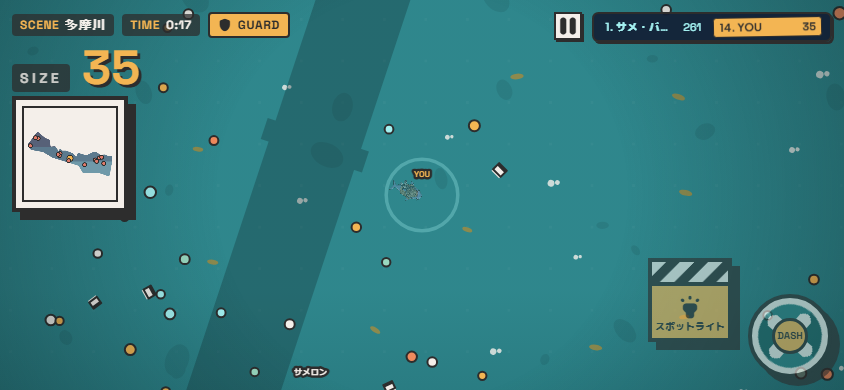 SCENE 多摩川
TIME 0:17
GUARD
1. サメ・バ… 261
14. YOU 35
SIZE 35
YOU
スポットライト
DASH
サメロン